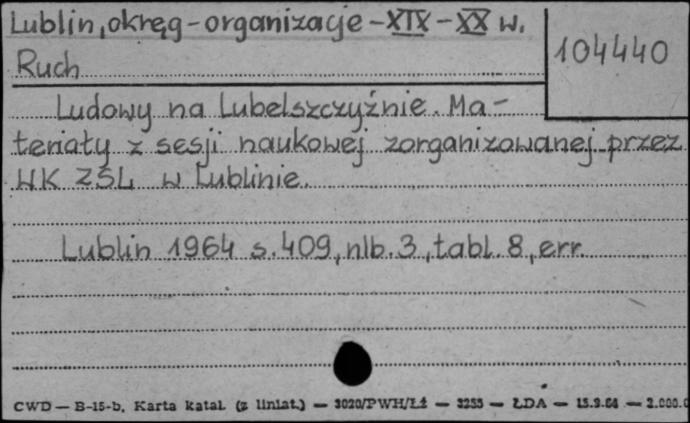 Lublin, okręg - organizacje - XIX - XX w.
104440
Ruch
Ludowy na Lubelszczyźnie. Ma-
teriały z sesji naukowej zorganizowanej przez
WK ZSL w Lublinie.
Lublin 1964 s. 409, nlb. 3, tabl. 8, err.
CWD — B-15-b, Karta katal. (z liniat.) — 3020/PWH/Łż — 3255 — ŁDA — 15.9.64 — 2.000.0